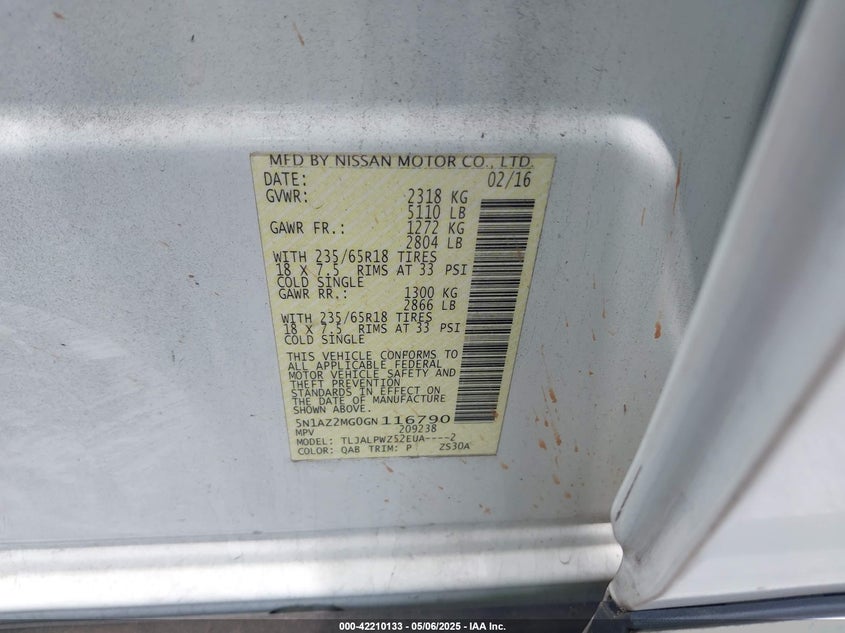 MFD BY NISSAN MOTOR CO., LTD.
DATE: 02/16
GVWR: 2318 KG
5110 LB
GAWR FR.: 1272 KG
2804 LB
WITH 235/65R18 TIRES
18 X 7.5 RIMS AT 33 PSI
COLD SINGLE
GAWR RR.: 1300 KG
2866 LB
WITH 235/65R18 TIRES
18 X 7.5 RIMS AT 33 PSI
COLD SINGLE
THIS VEHICLE CONFORMS TO
ALL APPLICABLE FEDERAL
MOTOR VEHICLE SAFETY AND
THEFT PREVENTION
STANDARDS IN EFFECT ON
THE DATE OF MANUFACTURE
SHOWN ABOVE.
5N1AZ2MG0GN116790
MPV 209238
MODEL: TLJALPWZ52EUA----2
COLOR: QAB TRIM: P ZS30A
000-42210133 - 05/06/2025 - IAA Inc.